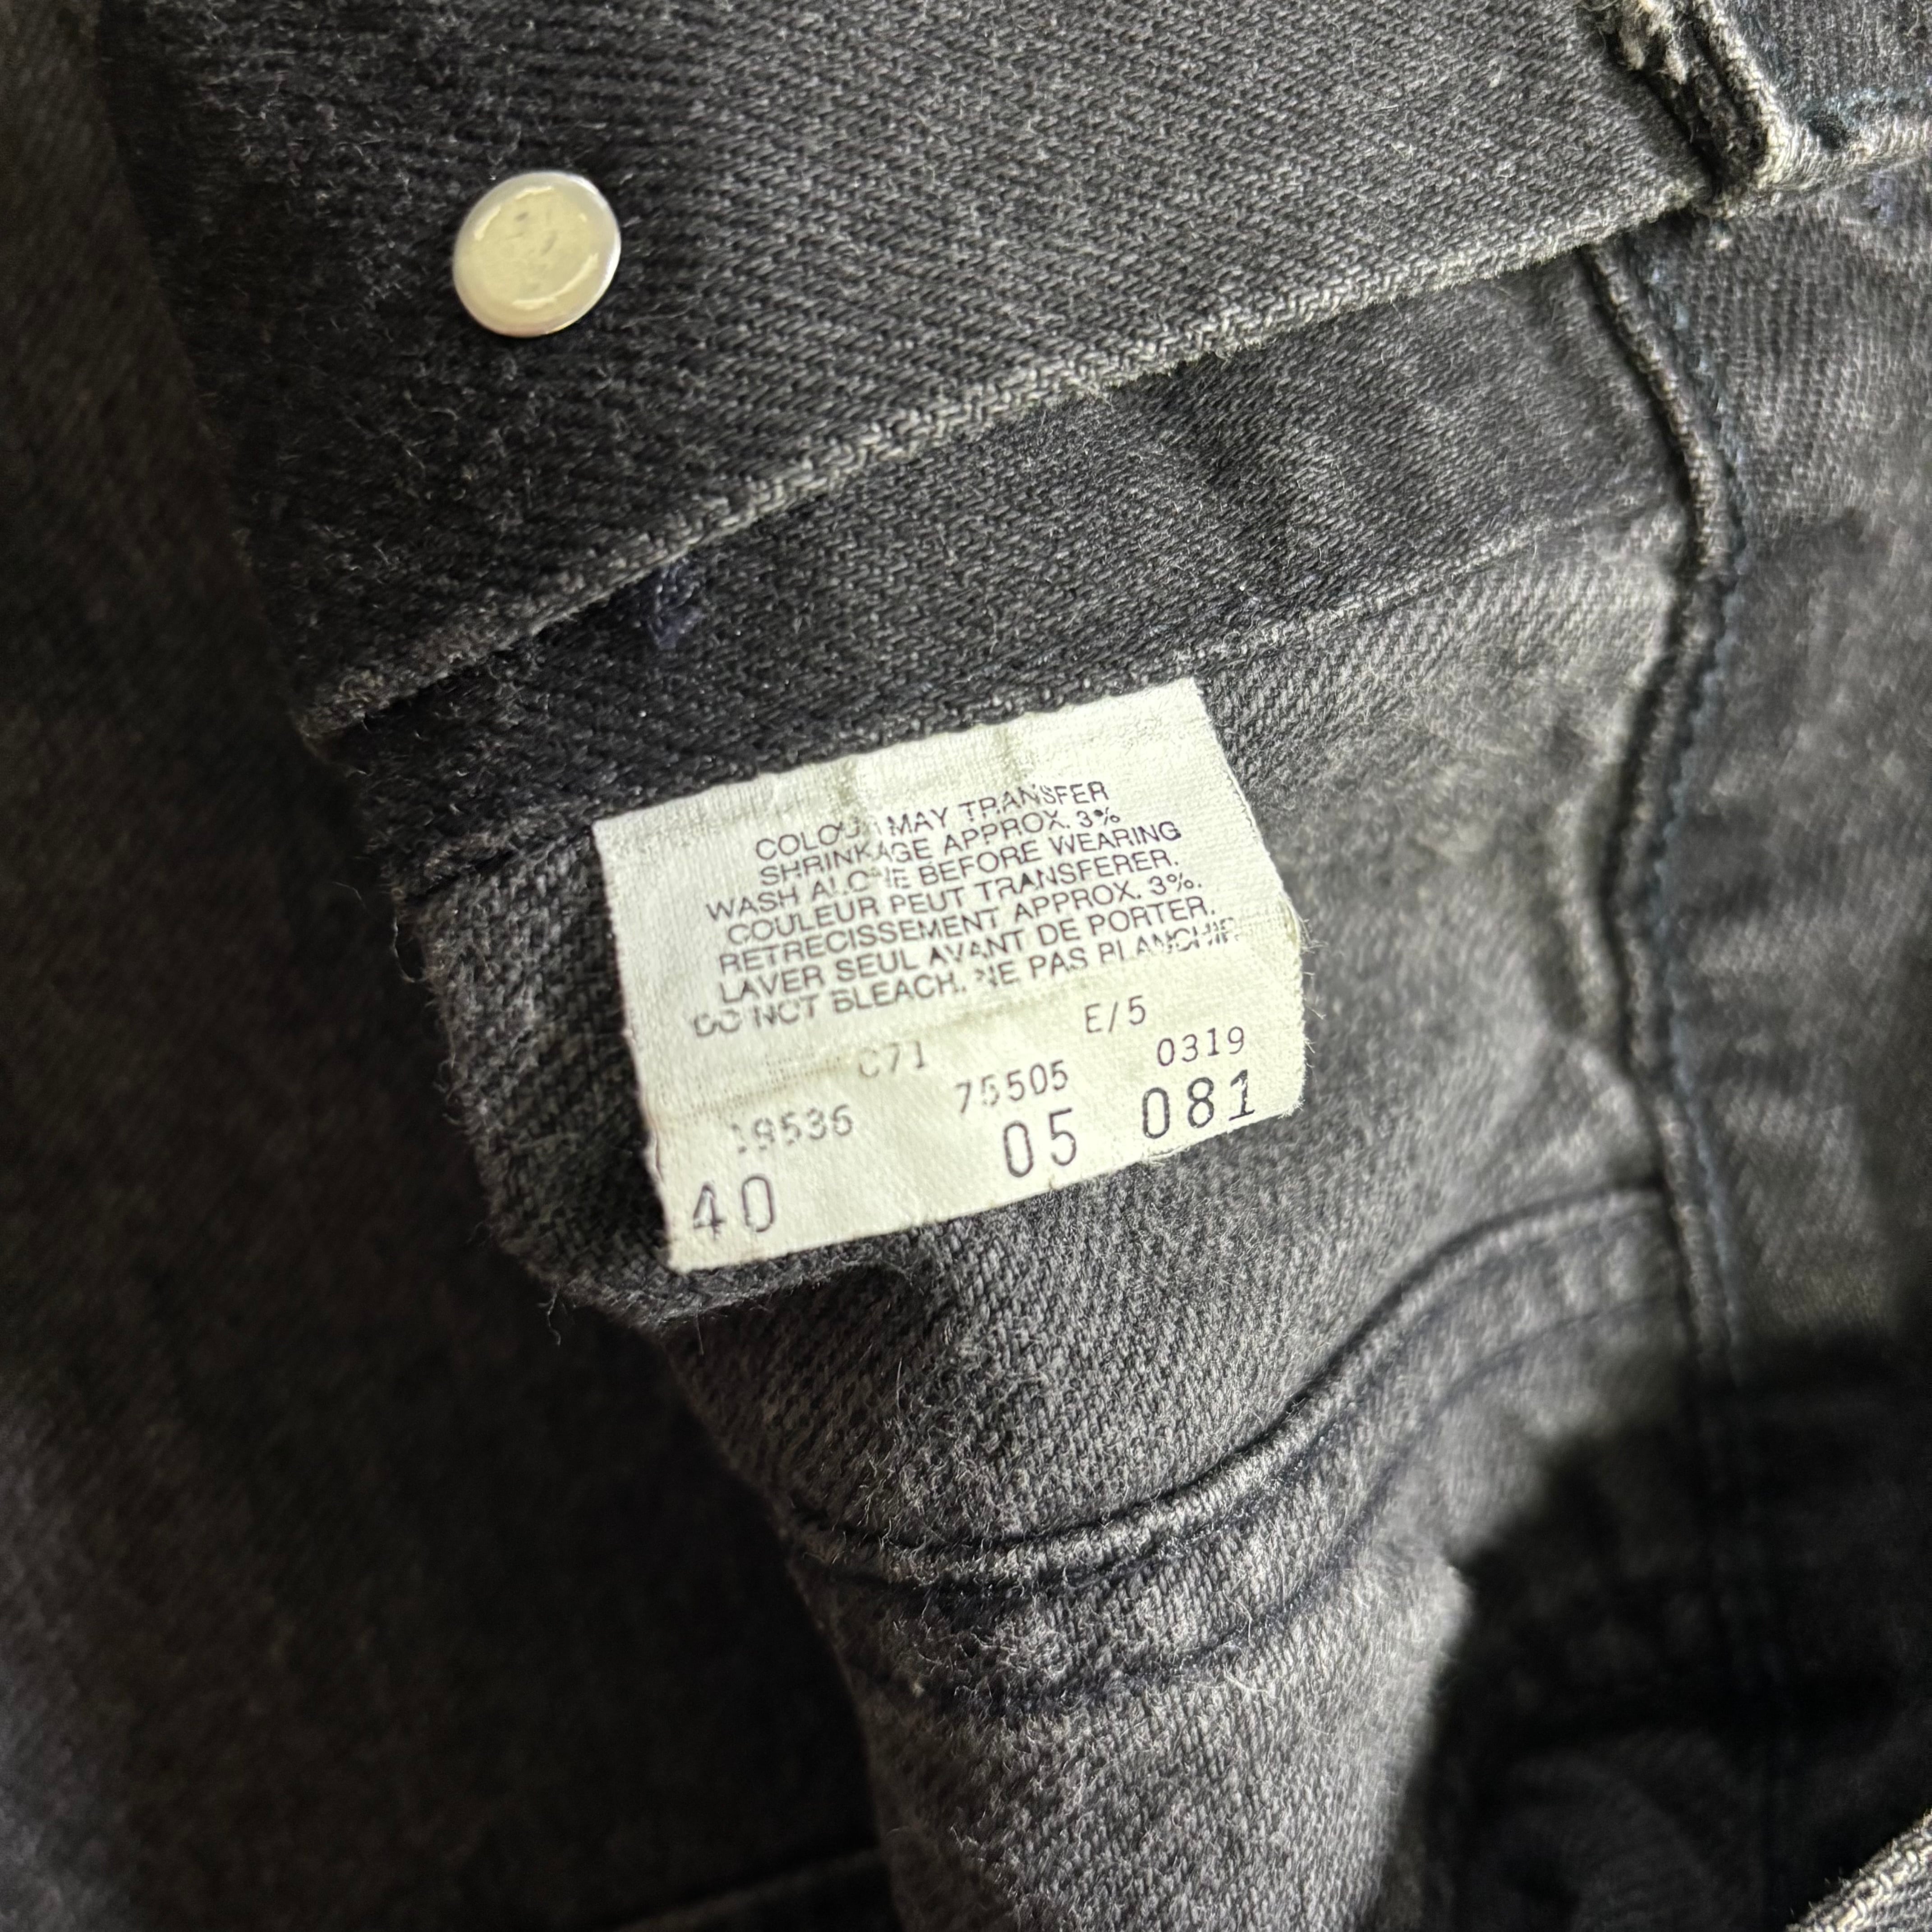 COLOUR MAY TRANSFER
SHRINKAGE APPROX. 3%
WASH ALONE BEFORE WEARING
COULEUR PEUT TRANSFERER.
RETRECISSEMENT APPROX. 3%.
LAVER SEUL AVANT DE PORTER.
DO NOT BLEACH. NE PAS BLANCHIR
C71 E/5
75505 0319
19536
40 05 081